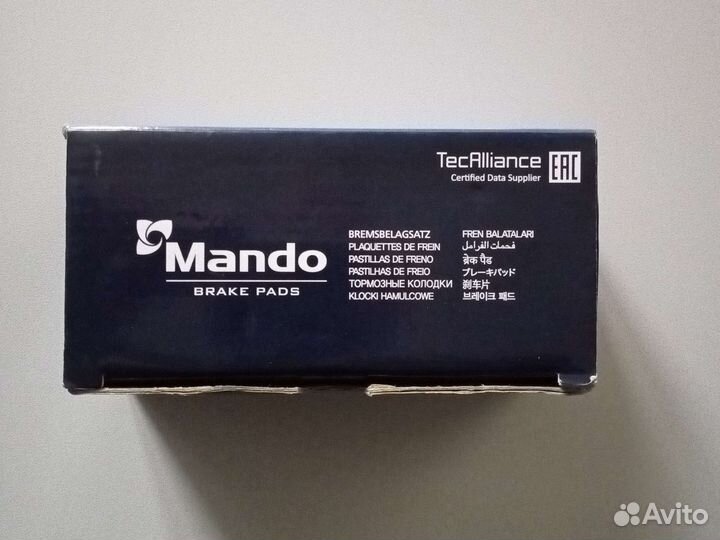 TecAlliance
Certified Data Supplier
EAC
Mando
BRAKE PADS
BREMSBELAGSATZ
PLAQUETTES DE FREIN
PASTILLAS DE FRENO
PASTILHAS DE FREIO
ТОРМОЗНЫЕ КОЛОДКИ
KLOCKI HAMULCOWE
FREN BALATALARI
فحمات الفرامل
ब्रेक पैड
ブレーキパッド
刹车片
브레이크 패드
Avito